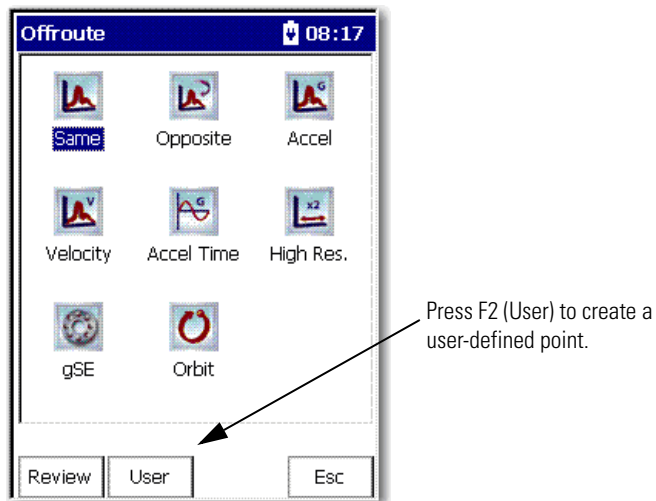 Offroute 08:17
G
Same Opposite Accel
V G x2
Velocity Accel Time High Res.
gSE Orbit
Press F2 (User) to create a
user-defined point.
Review User Esc